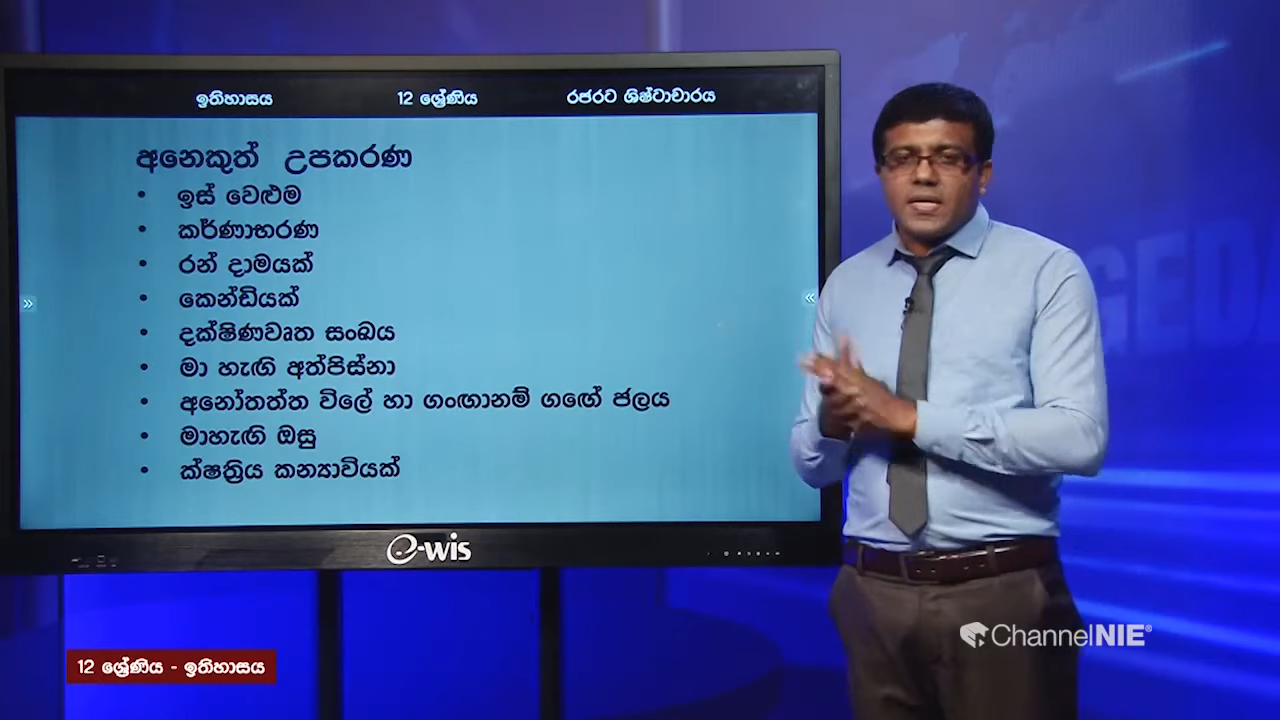 ඉතිහාසය 12 ශ්‍රේණිය රජරට ශිෂ්ටාචාරය
අනෙකුත් උපකරණ
• ඉස් වෙළුම
• කර්ණාභරණ
• රන් දාමයක්
• කෙන්ඩියක්
• දක්ෂිණවෘත සංඛය
• මා හැඟි අත්පිස්නා
• අනෝතත්ත විලේ හා ගංඟානම් ගඟේ ජලය
• මාහැඟි ඔසු
• ක්ෂත්‍රිය කන්‍යාවියක්
e-wis
ChannelNIE®
12 ශ්‍රේණිය - ඉතිහාසය